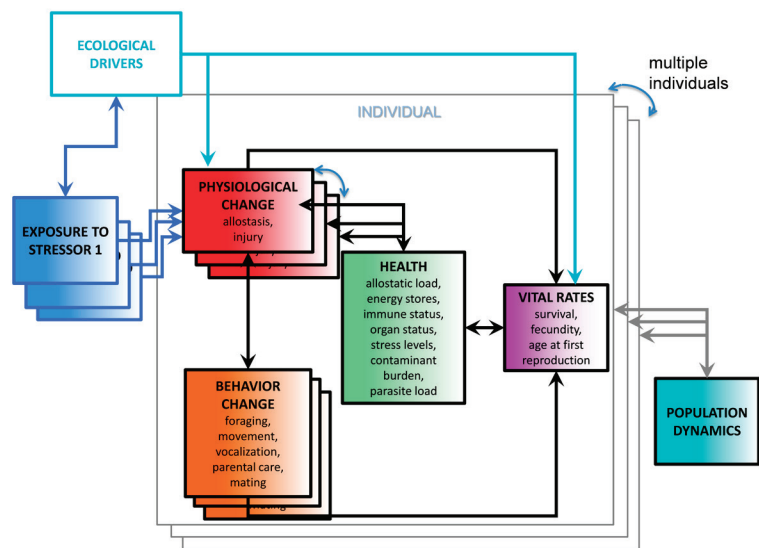 ECOLOGICAL
DRIVERS
multiple
individuals
INDIVIDUAL
PHYSIOLOGICAL
CHANGE
allostasis,
injury
EXPOSURE TO
STRESSOR 1
HEALTH
allostatic load,
energy stores,
immune status,
organ status,
stress levels,
contaminant
burden,
parasite load
VITAL RATES
survival,
fecundity,
age at first
reproduction
BEHAVIOR
CHANGE
foraging,
movement,
vocalization,
parental care,
mating
POPULATION
DYNAMICS